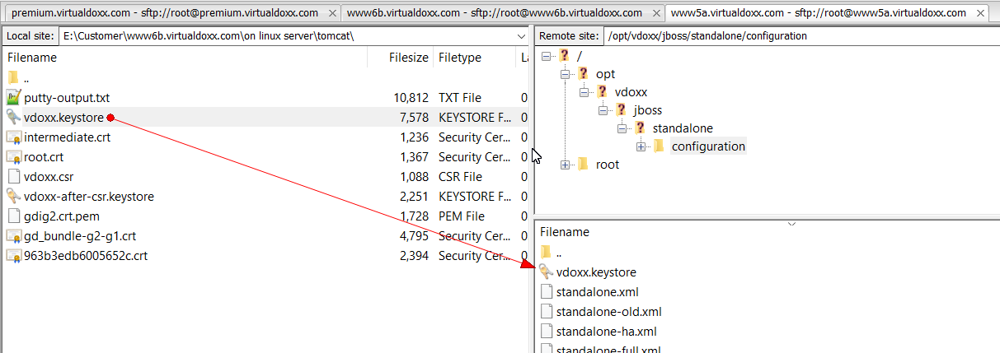 premium.virtualdoxx.com - sftp://root@premium.virtualdoxx.com × www6b.virtualdoxx.com - sftp://root@www6b.virtualdoxx.com × www5a.virtualdoxx.com - sftp://root@www5a.virtualdoxx.com ×
Local site: E:\Customer\www6b.virtualdoxx.com\on linux server\tomcat\
Filename Filesize Filetype
..
putty-output.txt 10,812 TXT File 0
vdoxx.keystore 7,578 KEYSTORE F... 0
intermediate.crt 1,236 Security Cer... 0
root.crt 1,367 Security Cer... 0
vdoxx.csr 1,088 CSR File 0
vdoxx-after-csr.keystore 2,251 KEYSTORE F... 0
gdig2.crt.pem 1,728 PEM File 0
gd_bundle-g2-g1.crt 4,795 Security Cer... 0
963b3edb6005652c.crt 2,394 Security Cer... 0
Remote site: /opt/vdoxx/jboss/standalone/configuration
/
opt
vdoxx
jboss
standalone
configuration
root
Filename
..
vdoxx.keystore
standalone.xml
standalone-old.xml
standalone-ha.xml
standalone-full.xml